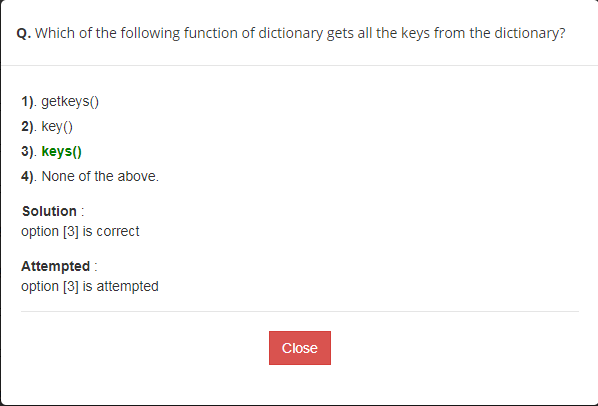 Q. Which of the following function of dictionary gets all the keys from the dictionary?
1). getkeys()
2). key()
3). keys()
4). None of the above.
Solution :
option [3] is correct
Attempted :
option [3] is attempted
Close